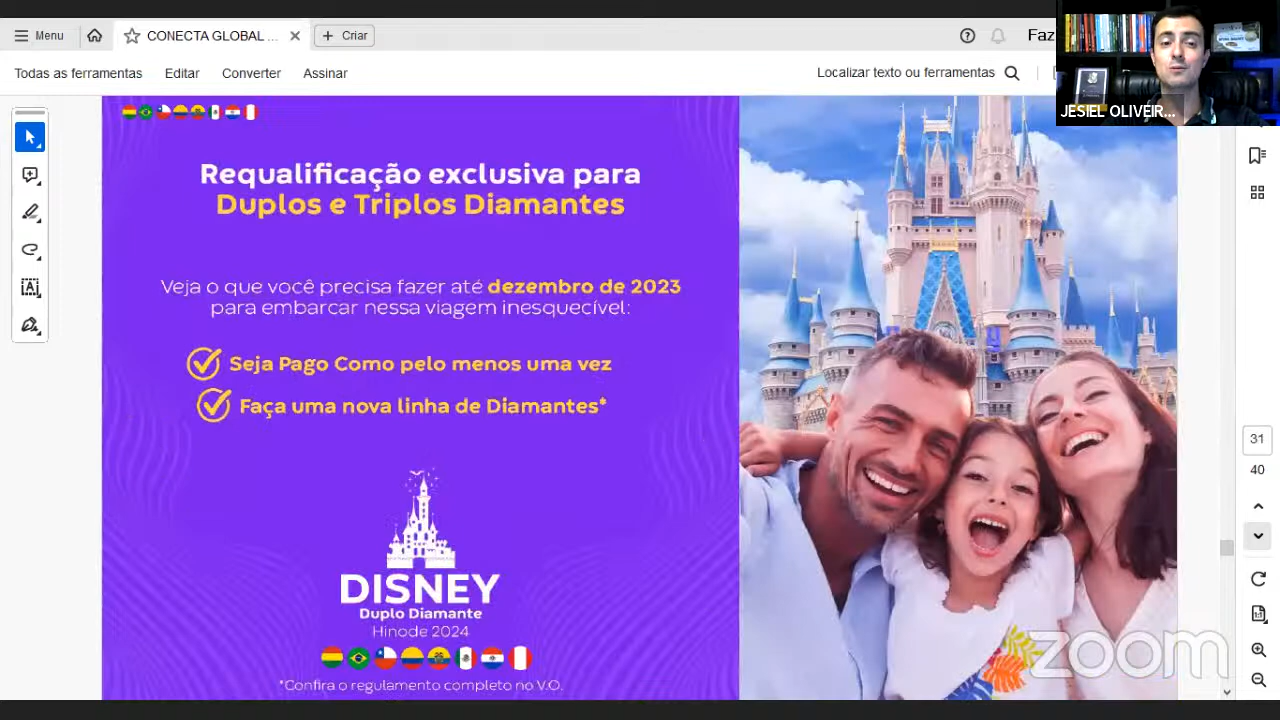 Menu
CONECTA GLOBAL ...
Criar
Faz
Todas as ferramentas
Editar
Converter
Assinar
Localizar texto ou ferramentas
JESIEL OLIVEIR...
Requalificação exclusiva para
Duplos e Triplos Diamantes
Veja o que você precisa fazer até dezembro de 2023
para embarcar nessa viagem inesquecível:
Seja Pago Como pelo menos uma vez
Faça uma nova linha de Diamantes*
DISNEY
Duplo Diamante
Hinode 2024
*Confira o regulamento completo no V.O.
31
40
zoom